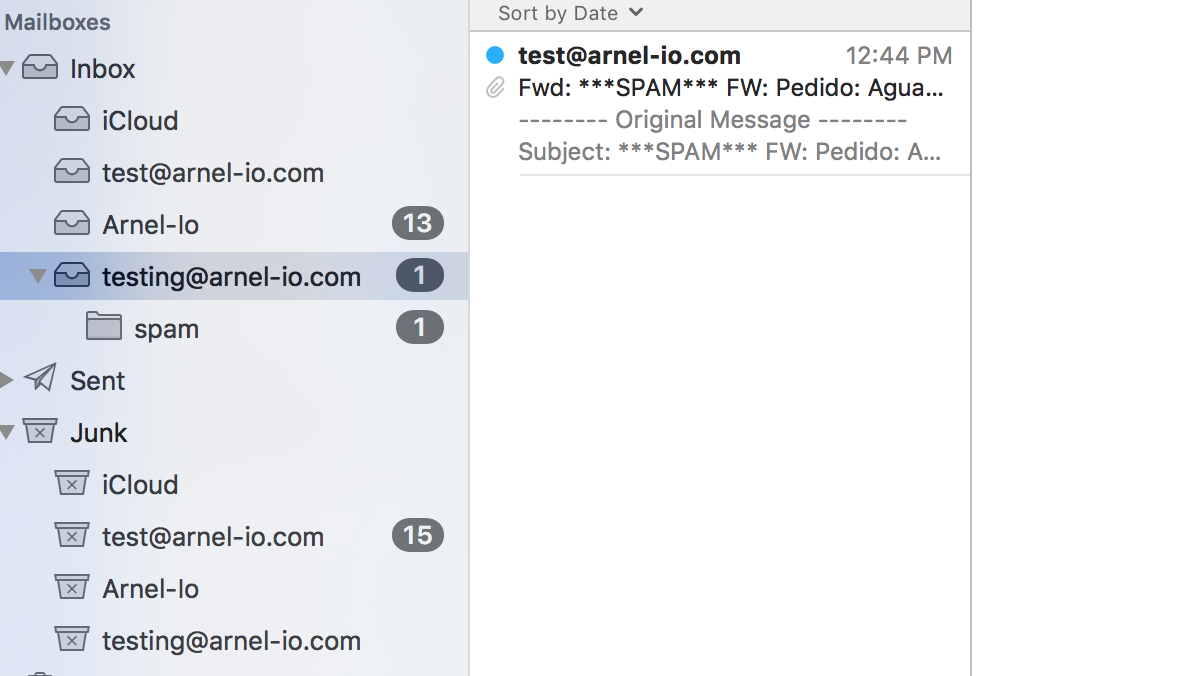 Mailboxes
Inbox
iCloud
test@arnel-io.com
Arnel-Io 13
testing@arnel-io.com 1
spam 1
Sent
Junk
iCloud
test@arnel-io.com 15
Arnel-Io
testing@arnel-io.com
Sort by Date
test@arnel-io.com 12:44 PM
Fwd: ***SPAM*** FW: Pedido: Agua...
-------- Original Message --------
Subject: ***SPAM*** FW: Pedido: A...